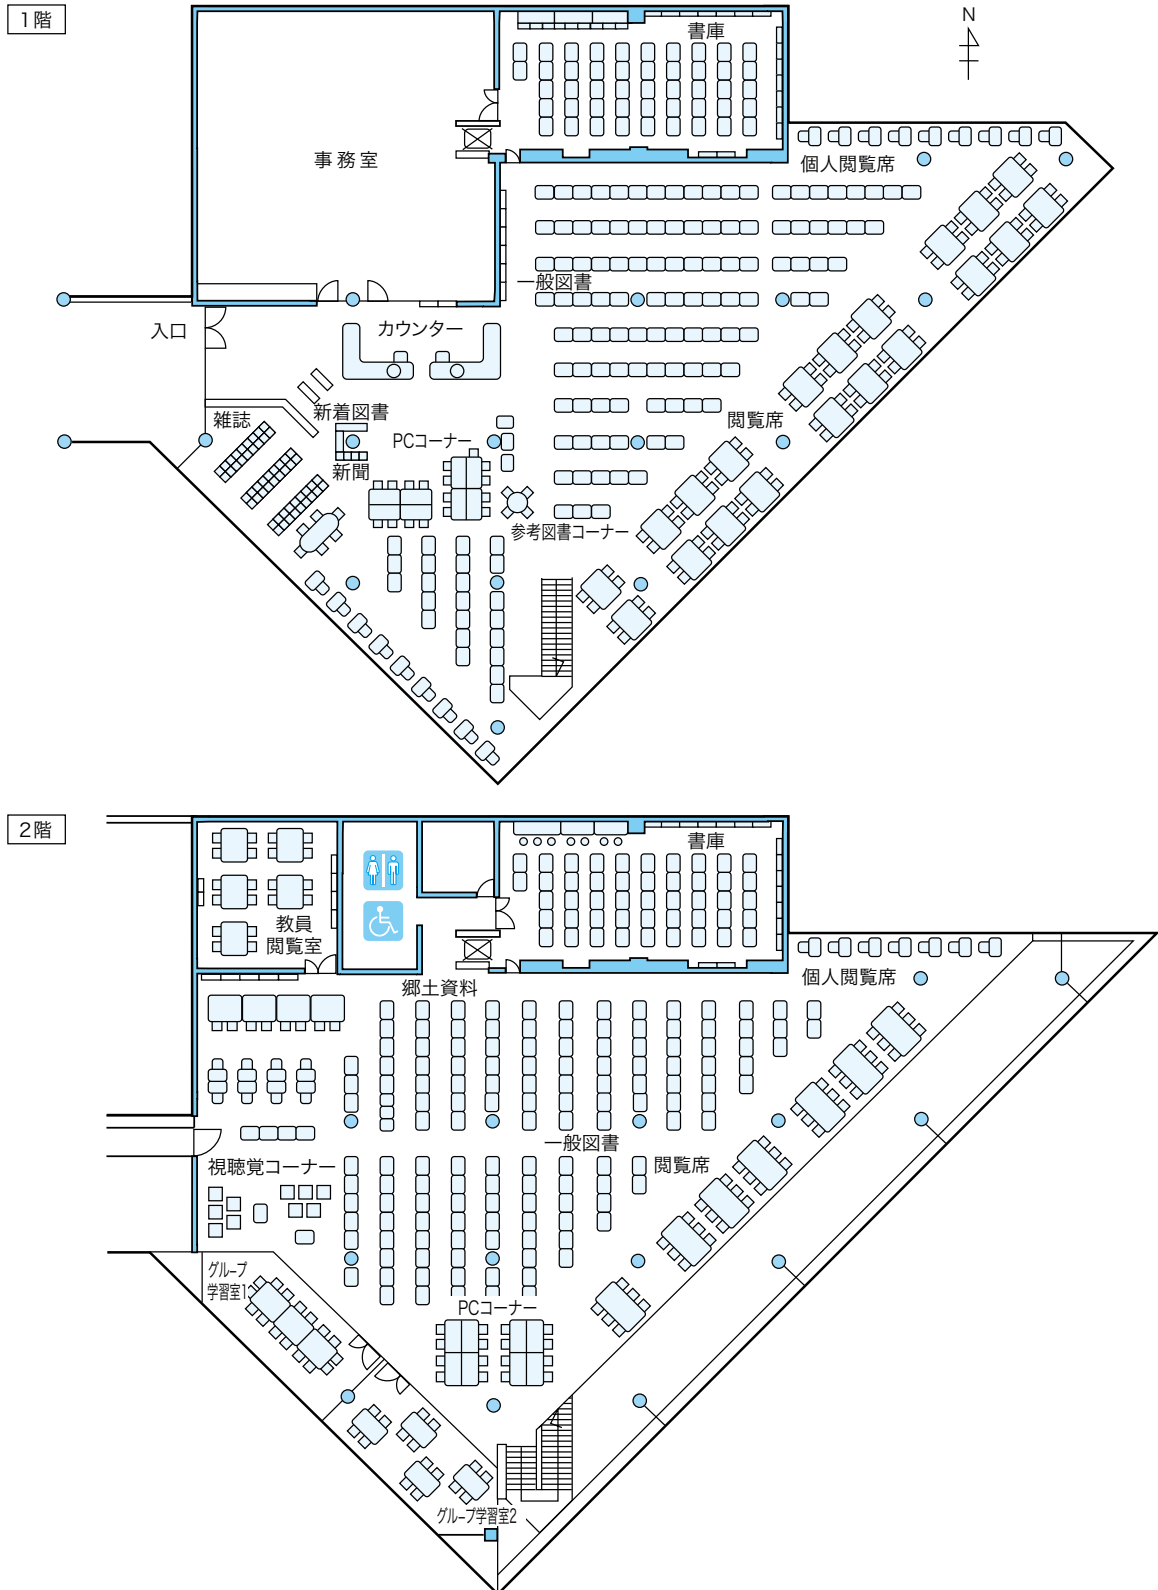 1階
N
書庫
事務室
個人閲覧席
一般図書
入口
カウンター
新着図書
雑誌
閲覧席
PCコーナー
新聞
参考図書コーナー
2階
書庫
教員
閲覧室
個人閲覧席
郷土資料
一般図書
閲覧席
視聴覚コーナー
グループ
学習室1
PCコーナー
グループ学習室2